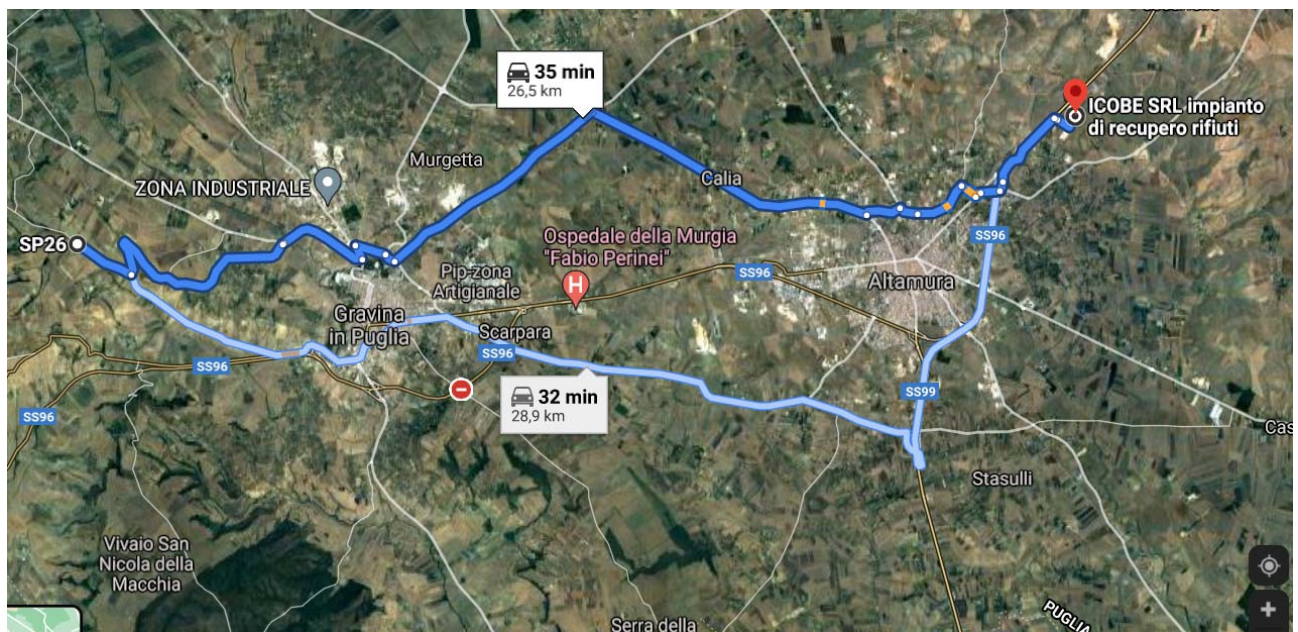 35 min
26,5 km
ICOBE SRL impianto
di recupero rifiuti
Murgetta
ZONA INDUSTRIALE
Calia
SP26
SS96
Ospedale della Murgia
"Fabio Perinei"
Pip-zona
Artigianale
SS96
Altamura
H
Gravina
in Puglia
Scarpara
SS96
SS96
32 min
28,9 km
SS99
SS96
Cas
Stasulli
Vivaio San
Nicola della
Macchia
PUGLIA
Serra della